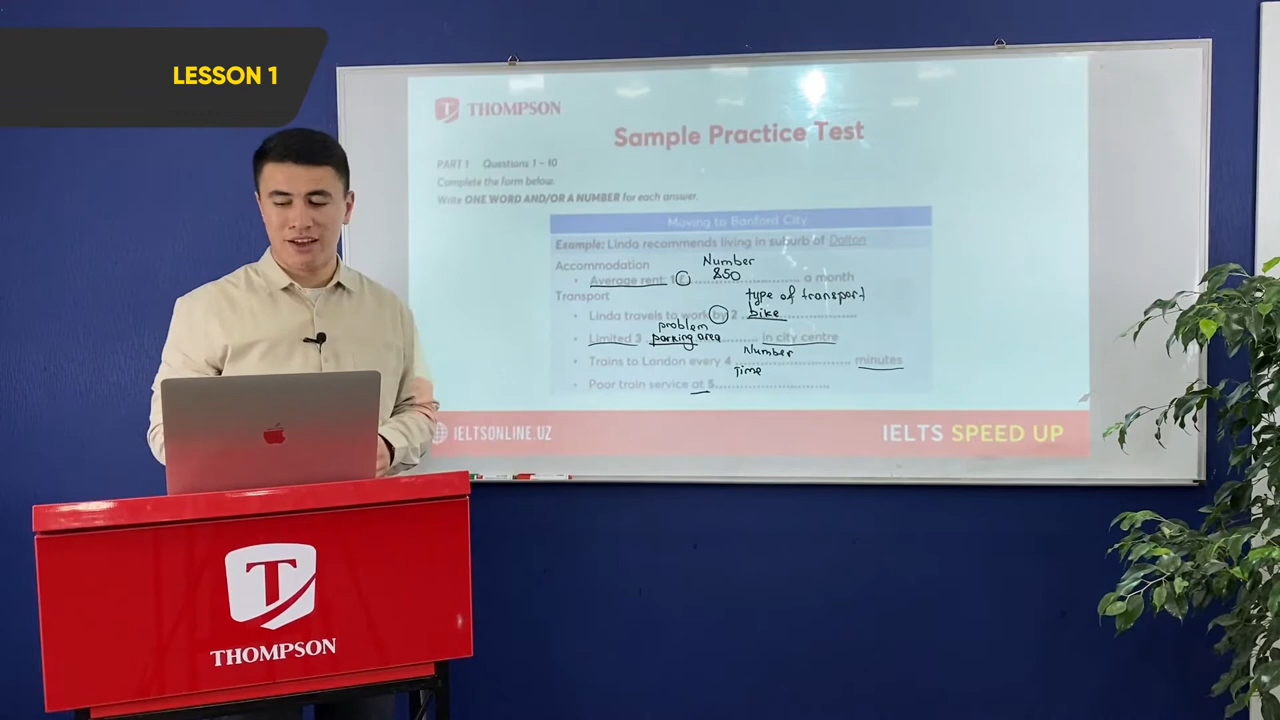 LESSON 1
THOMPSON
Sample Practice Test
PART 1 Questions 1 - 10
Complete the form below.
Write ONE WORD AND/OR A NUMBER for each answer.
Moving to Banford City
Example: Linda recommends living in suburb of Dalton
Accommodation
Number
• Average rent: 1 £ 850 a month
Transport
type of transport
• Linda travels to work by 2 bike
problem
• Limited 3 parking area in city centre
Number
• Trains to London every 4 minutes
Time
• Poor train service at 5
IELTSONLINE.UZ
IELTS SPEED UP
T
THOMPSON